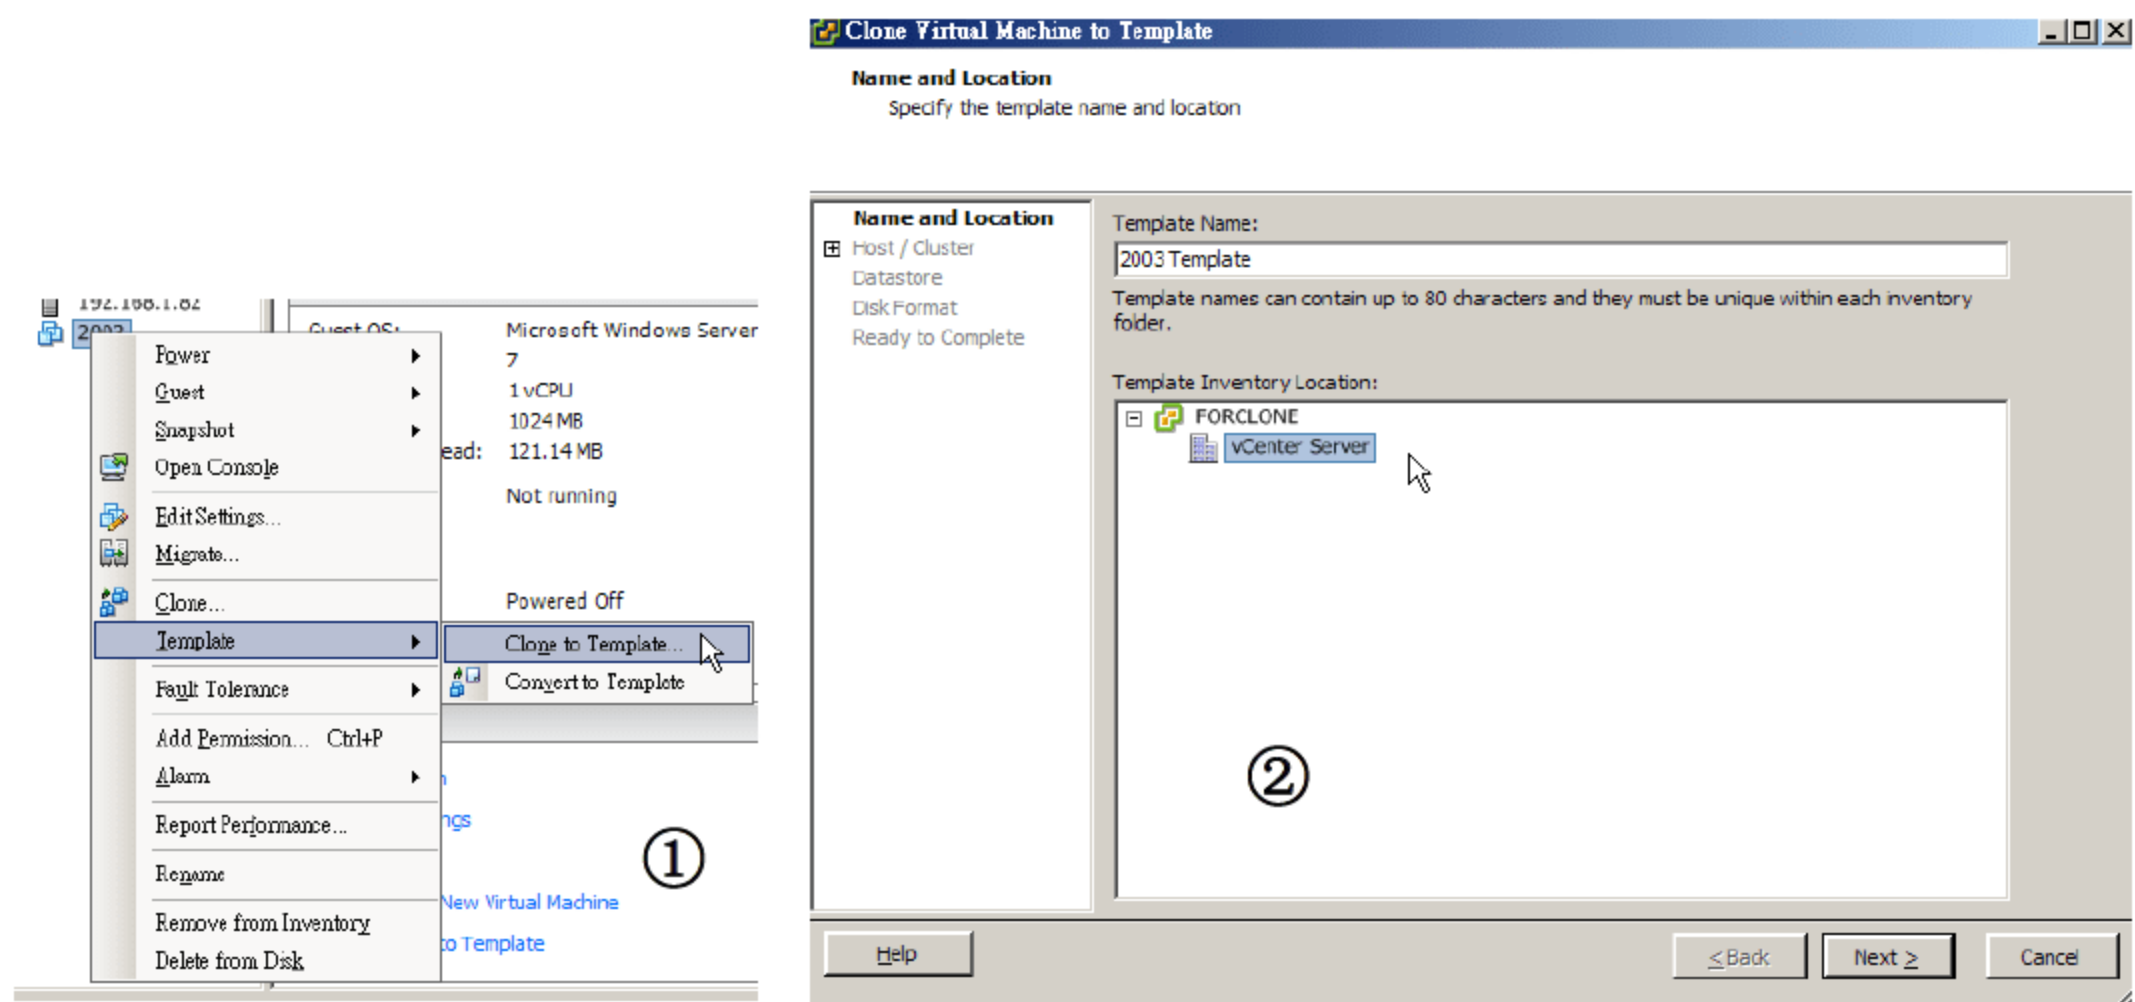 192.168.1.82
2003
Guest OS:
Microsoft Windows Server
7
1 vCPU
1024 MB
ead:
121.14 MB
Not running
Powered Off
Power
Guest
Snapshot
Open Console
Edit Settings...
Migrate...
Clone...
Template
Clone to Template...
Convert to Template
Fault Tolerance
Add Permission... Ctrl+P
Alarm
Report Performance...
Rename
Remove from Inventory
Delete from Disk
ngs
New Virtual Machine
to Template
①
Clone Virtual Machine to Template
Name and Location
Specify the template name and location
Name and Location
Host / Cluster
Datastore
Disk Format
Ready to Complete
Template Name:
2003 Template
Template names can contain up to 80 characters and they must be unique within each inventory
folder.
Template Inventory Location:
FORCLONE
vCenter Server
②
Help
< Back
Next >
Cancel